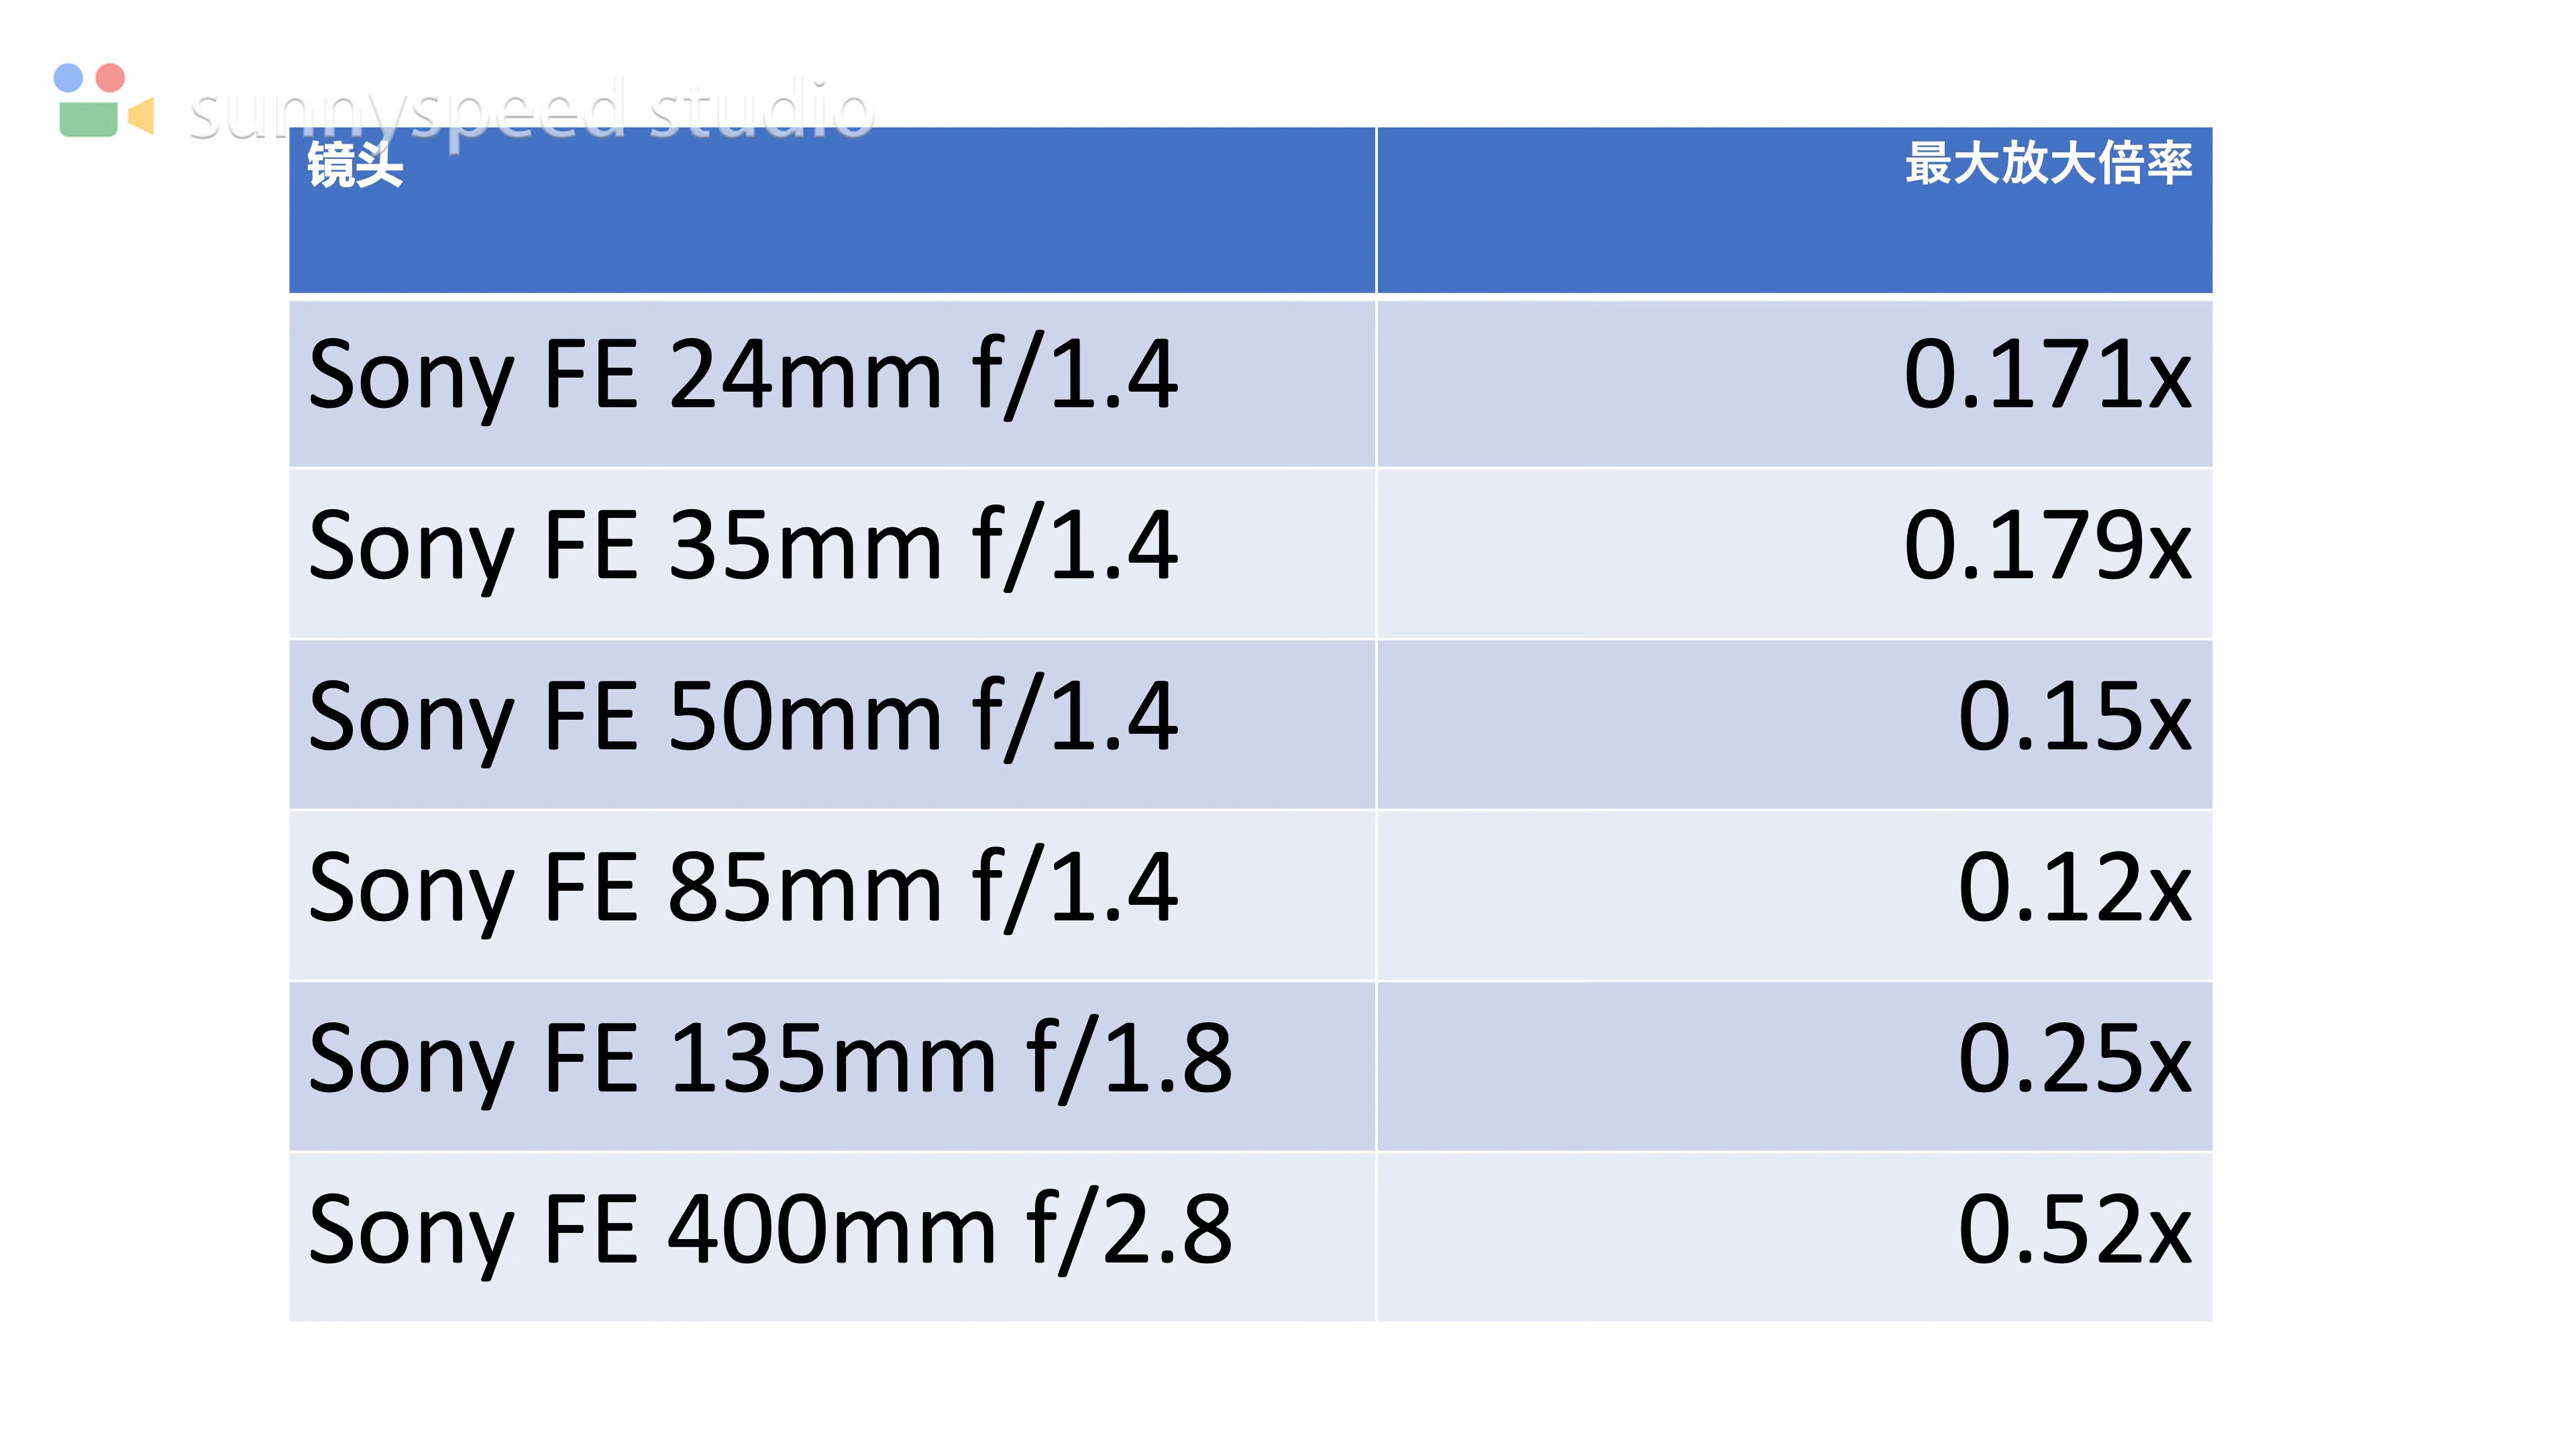 sunnyspeed studio
镜头 最大放大倍率
Sony FE 24mm f/1.4 0.171x
Sony FE 35mm f/1.4 0.179x
Sony FE 50mm f/1.4 0.15x
Sony FE 85mm f/1.4 0.12x
Sony FE 135mm f/1.8 0.25x
Sony FE 400mm f/2.8 0.52x